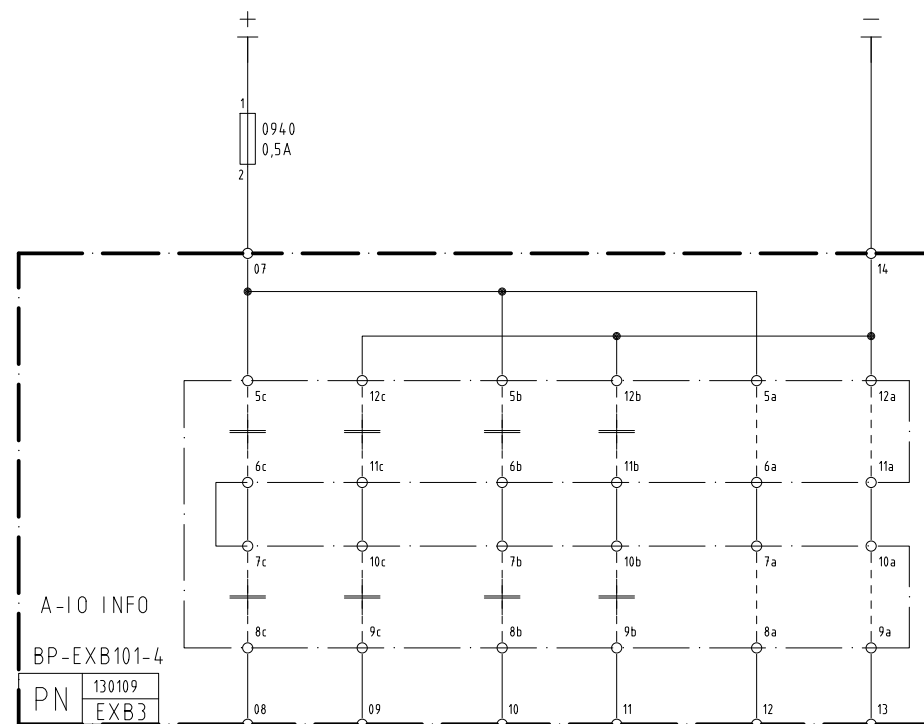 + −
1
0940
0,5A
2
07 14
5c 12c 5b 12b 5a 12a
6c 11c 6b 11b 6a 11a
7c 10c 7b 10b 7a 10a
A-IO INFO
8c 9c 8b 9b 8a 9a
BP-EXB101-4
PN 130109
EXB3
08 09 10 11 12 13